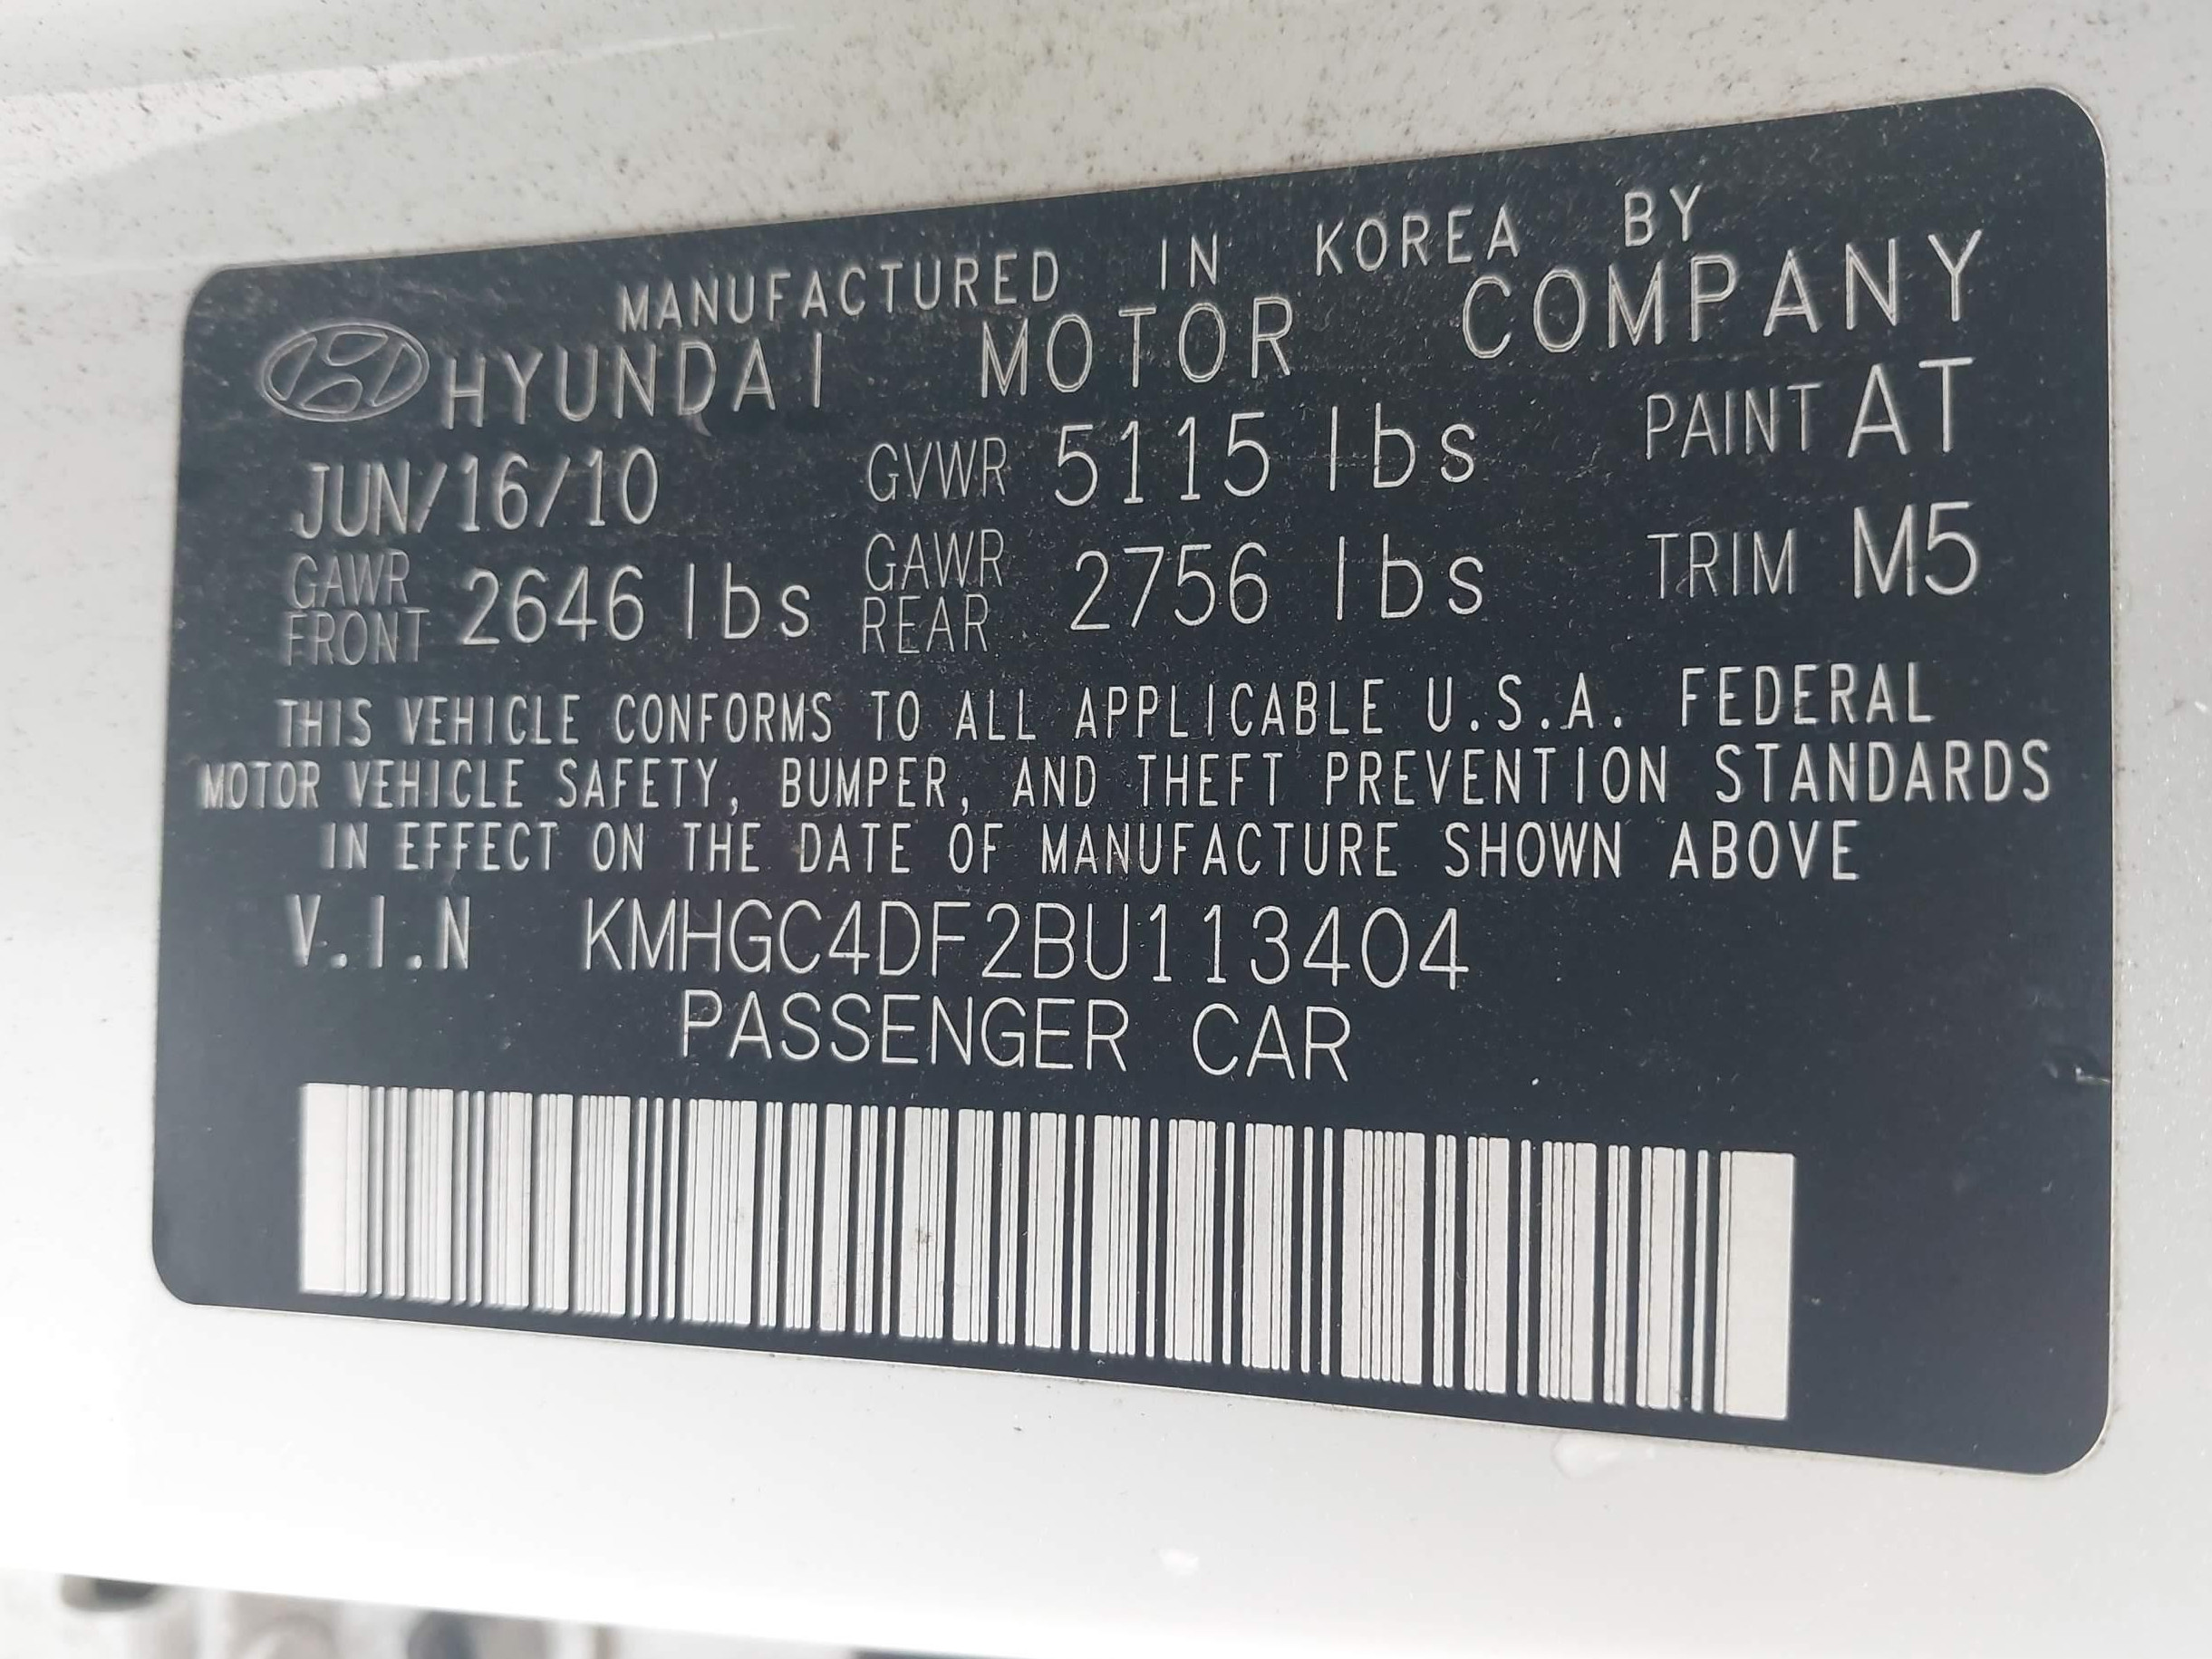 MANUFACTURED IN KOREA BY
HYUNDAI MOTOR COMPANY
JUN/16/10 GVWR 5115 lbs PAINT AT
GAWR FRONT 2646 lbs GAWR REAR 2756 lbs TRIM M5
THIS VEHICLE CONFORMS TO ALL APPLICABLE U.S.A. FEDERAL
MOTOR VEHICLE SAFETY, BUMPER, AND THEFT PREVENTION STANDARDS
IN EFFECT ON THE DATE OF MANUFACTURE SHOWN ABOVE
V.I.N KMHGC4DF2BU113404
PASSENGER CAR